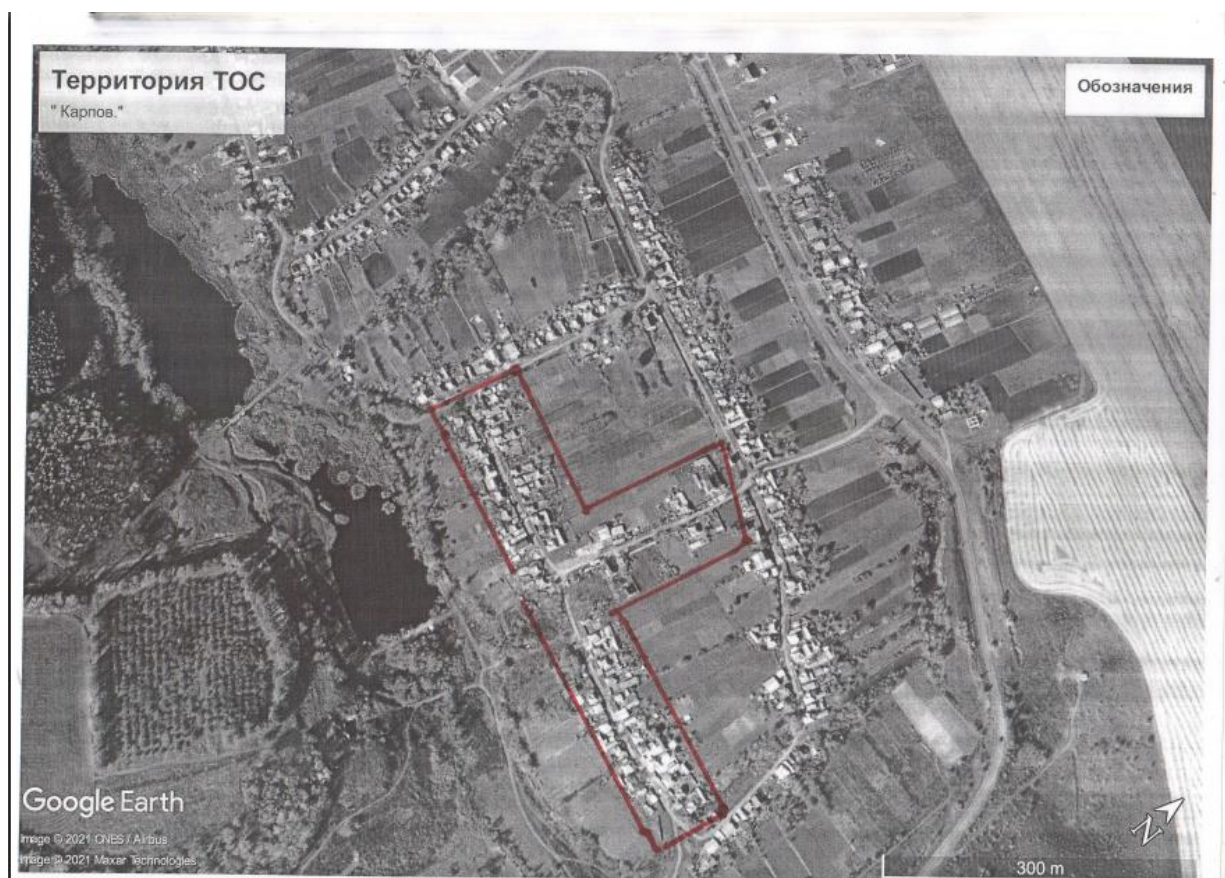 Территория ТОС
" Карпов."
Обозначения
Google Earth
Image © 2021 CNES / Airbus
Image © 2021 Maxar Technologies
N
300 m